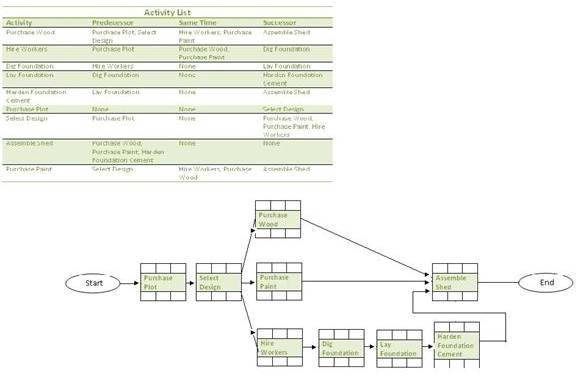 Activity List
Activity Predecessor Same Time Successor
Purchase Wood Purchase Plot, Select Design Hire Workers, Purchase Paint Assemble Shed
Hire Workers Purchase Plot Purchase Wood, Purchase Paint Dig Foundation
Dig Foundation Hire Workers None Lay Foundation
Lay Foundation Dig Foundation None Harden Foundation Cement
Harden Foundation Cement Lay Foundation None Assemble Shed
Purchase Plot None None Select Design
Select Design Purchase Plot None Purchase Wood, Purchase Paint, Hire Workers
Assemble Shed Purchase Wood, Purchase Paint, Harden Foundation Cement None None
Purchase Paint Select Design Hire Workers, Purchase Wood Assemble Shed
Purchase
Wood
Start
Purchase
Plot
Select
Design
Purchase
Paint
Assemble
Shed
End
Hire
Workers
Dig
Foundation
Lay
Foundation
Harden
Foundation
Cement